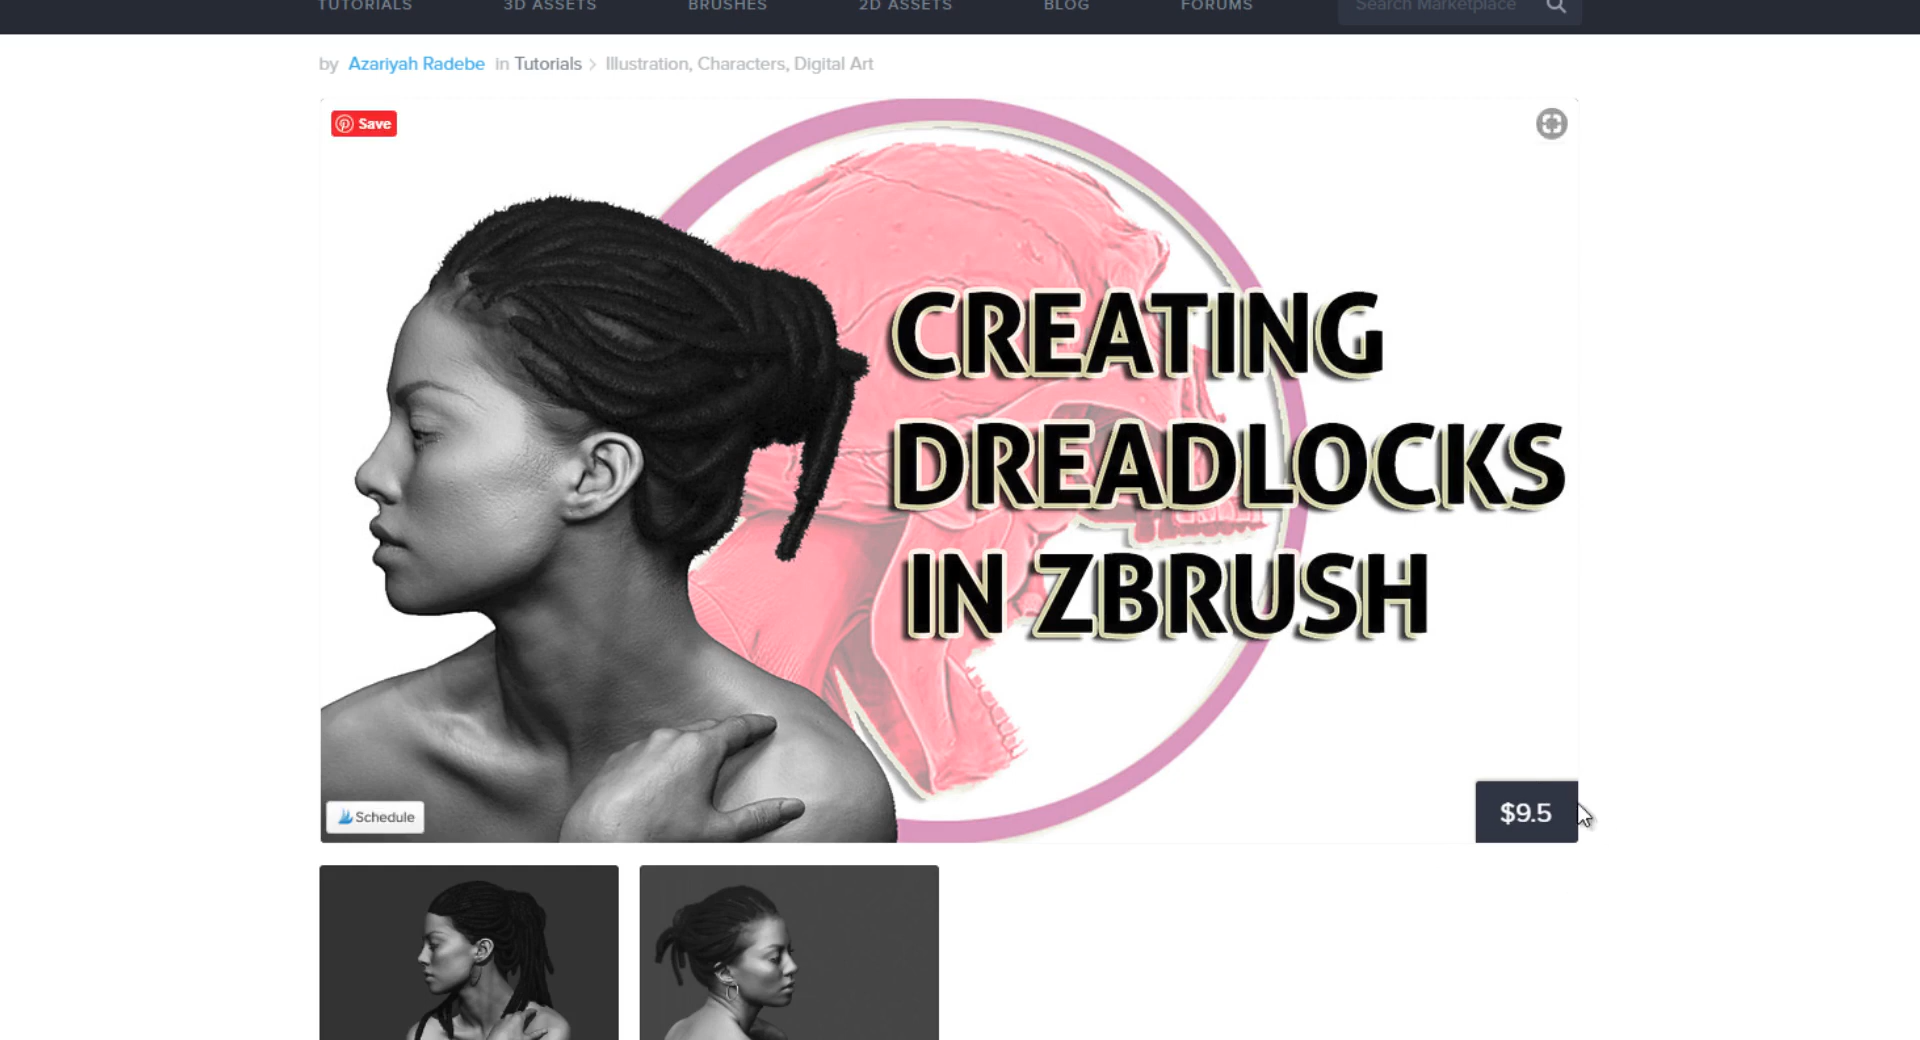 TUTORIALS 3D ASSETS BRUSHES 2D ASSETS BLOG FORUMS Search Marketplace
by Azariyah Radebe in Tutorials > Illustration, Characters, Digital Art
Save
CREATING
DREADLOCKS
IN ZBRUSH
Schedule
$9.5